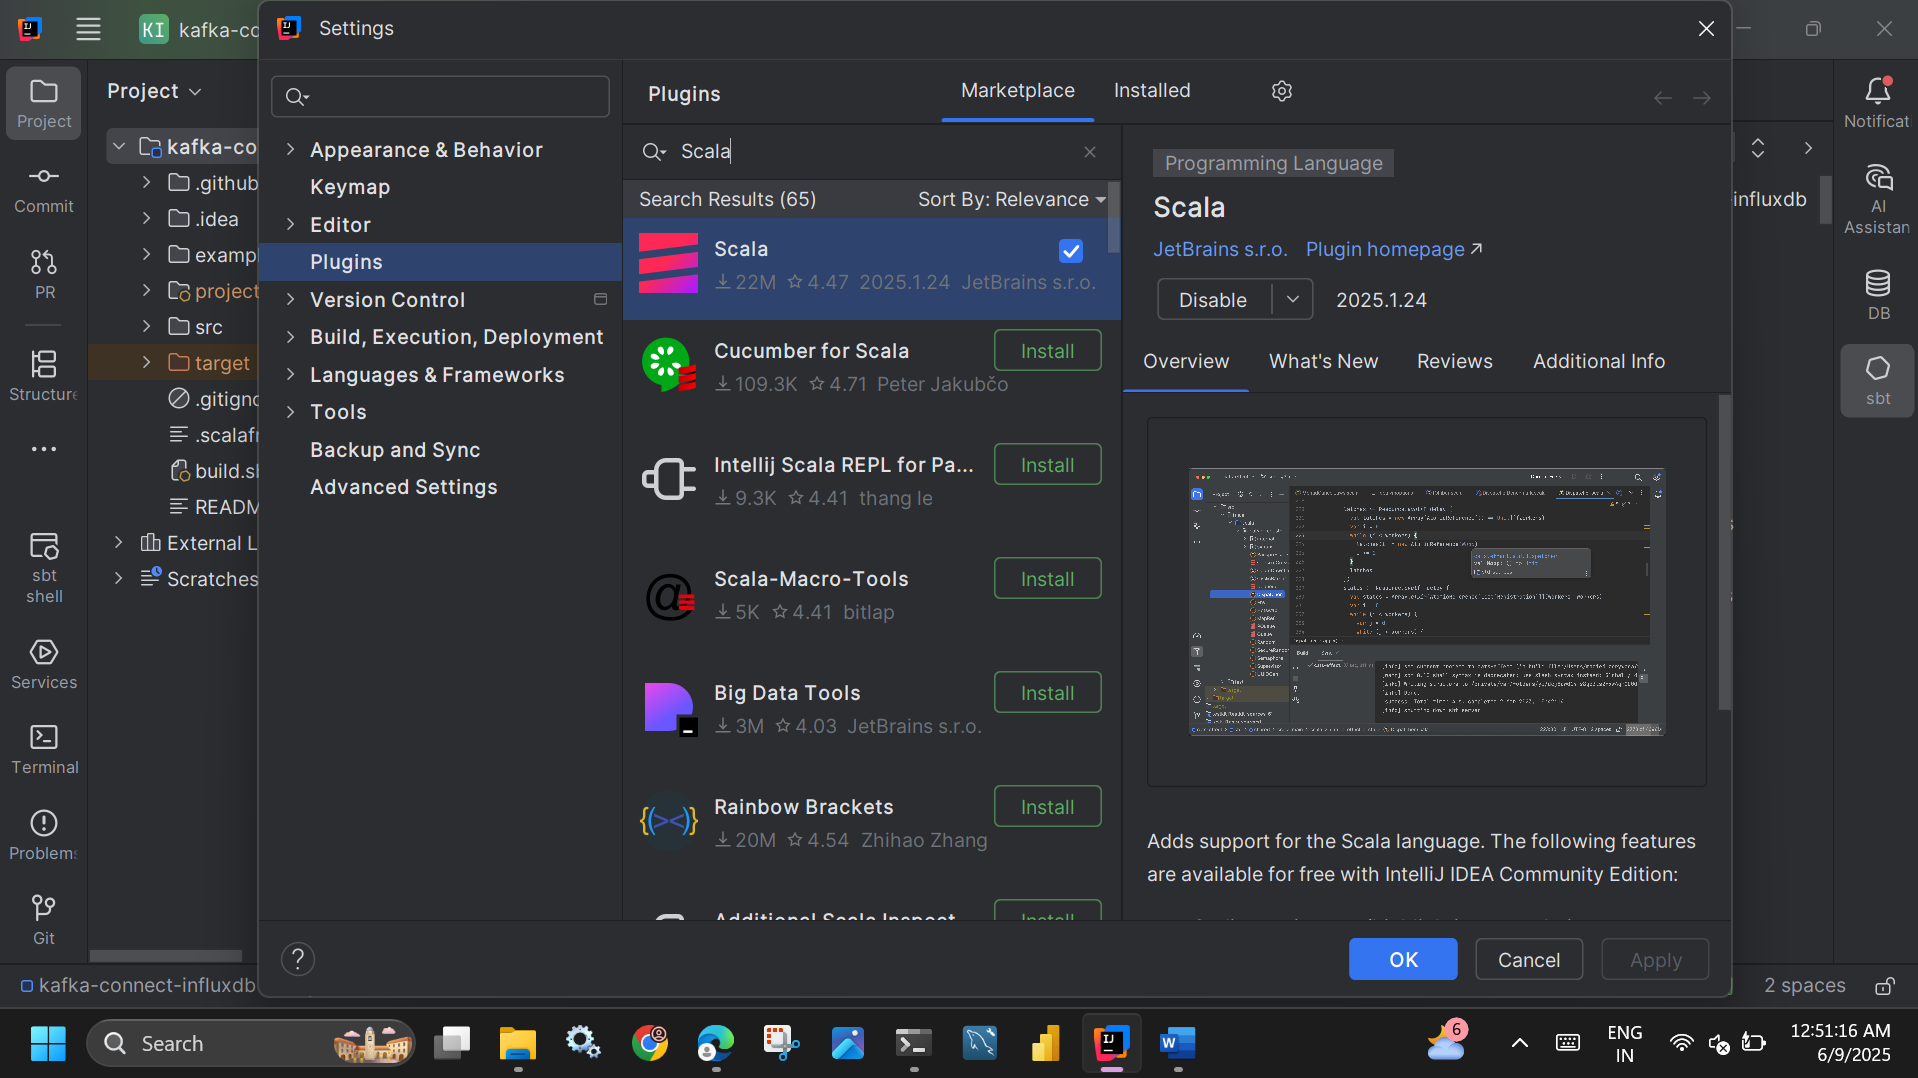 KI kafka-co
Settings
Project
Commit
PR
Structure
sbt shell
Services
Terminal
Problems
Git
Project
kafka-co
.github
.idea
exampl
project
src
target
.gitigno
.scalafr
build.sb
READM
External L
Scratches
Appearance & Behavior
Keymap
Editor
Plugins
Version Control
Build, Execution, Deployment
Languages & Frameworks
Tools
Backup and Sync
Advanced Settings
Plugins
Marketplace
Installed
Scala
Search Results (65)
Sort By: Relevance
Scala
22M 4.47 2025.1.24 JetBrains s.r.o.
Cucumber for Scala
Install
109.3K 4.71 Peter Jakubčo
Intellij Scala REPL for Pa...
Install
9.3K 4.41 thang le
Scala-Macro-Tools
Install
5K 4.41 bitlap
Big Data Tools
Install
3M 4.03 JetBrains s.r.o.
Rainbow Brackets
Install
20M 4.54 Zhihao Zhang
Additional Scala Inspect
Install
Programming Language
Scala
JetBrains s.r.o. Plugin homepage ↗
Disable
2025.1.24
Overview
What's New
Reviews
Additional Info
Adds support for the Scala language. The following features
are available for free with IntelliJ IDEA Community Edition:
?
OK
Cancel
Apply
influxdb
Notificati
AI
Assistan
DB
sbt
kafka-connect-influxdb
2 spaces
Search
6
ENG
IN
12:51:16 AM
6/9/2025